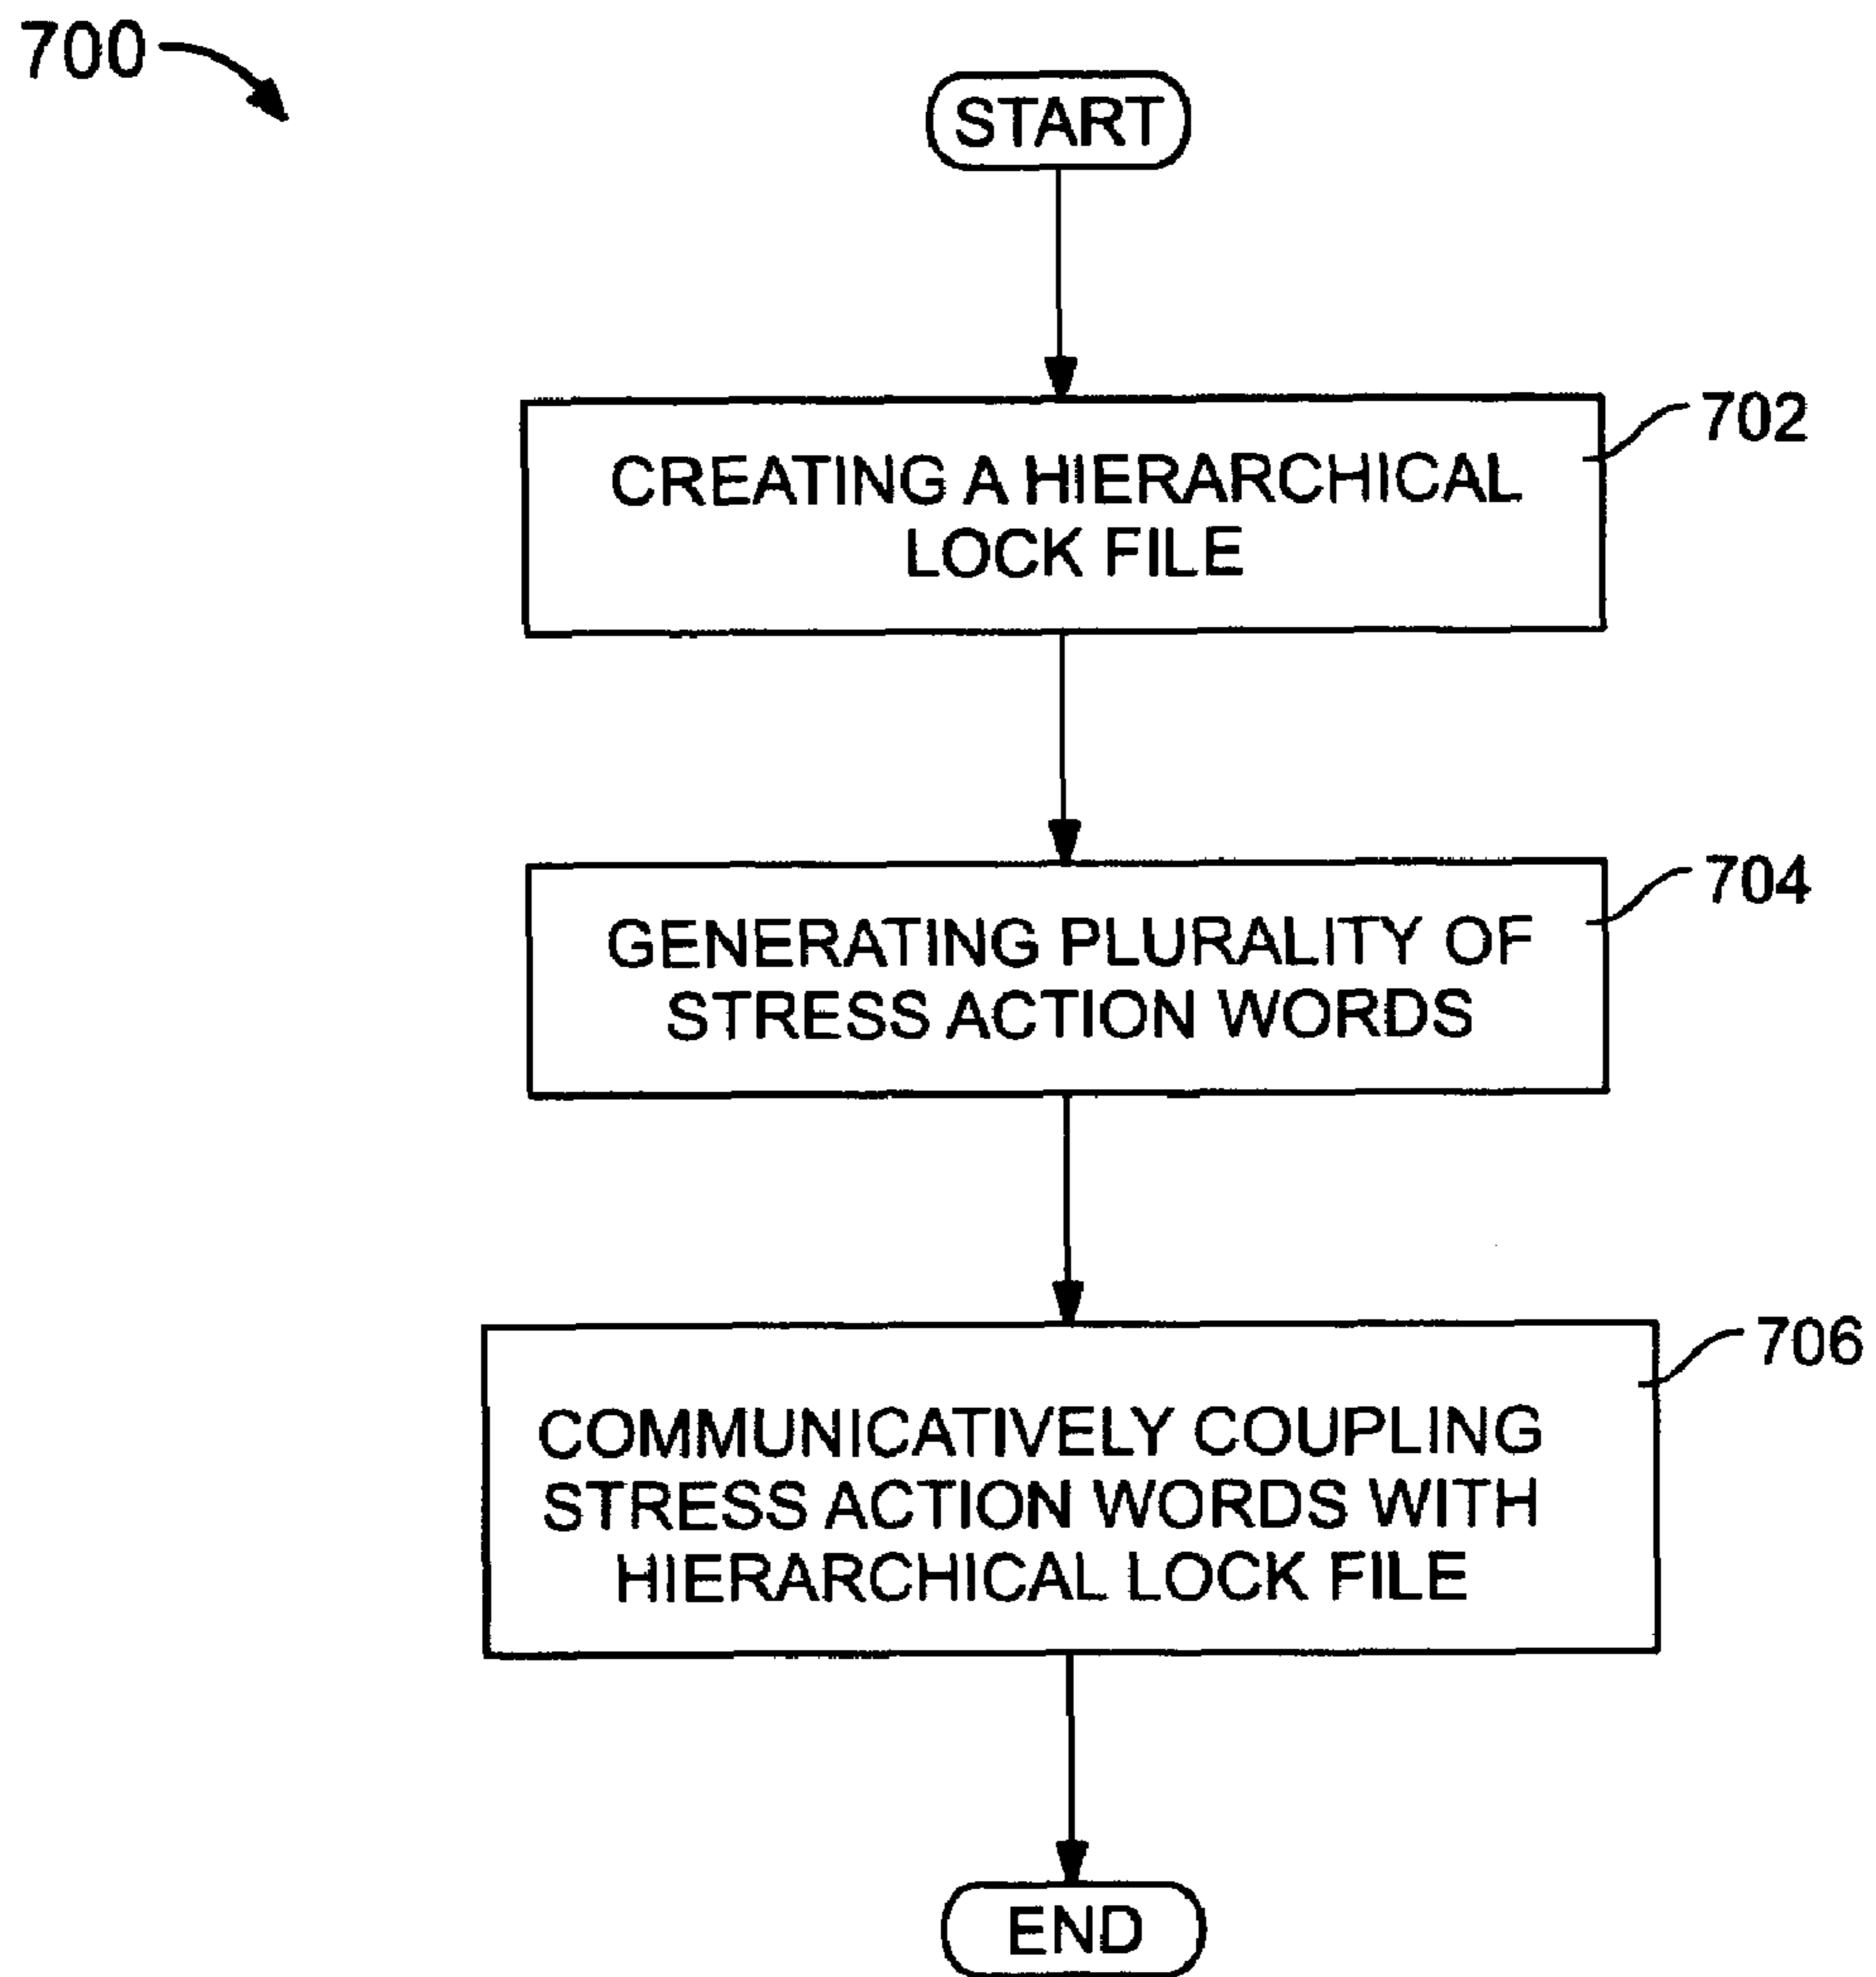 700
START
702
CREATING A HIERARCHICAL
LOCK FILE
704
GENERATING PLURALITY OF
STRESS ACTION WORDS
706
COMMUNICATIVELY COUPLING
STRESS ACTION WORDS WITH
HIERARCHICAL LOCK FILE
END